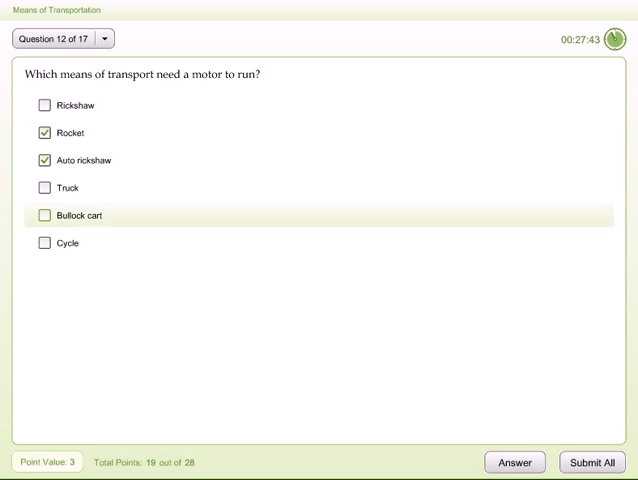 Means of Transportation
Question 12 of 17
00:27:43
Which means of transport need a motor to run?
Rickshaw
Rocket
Auto rickshaw
Truck
Bullock cart
Cycle
Point Value: 3
Total Points: 19 out of 28
Answer
Submit All